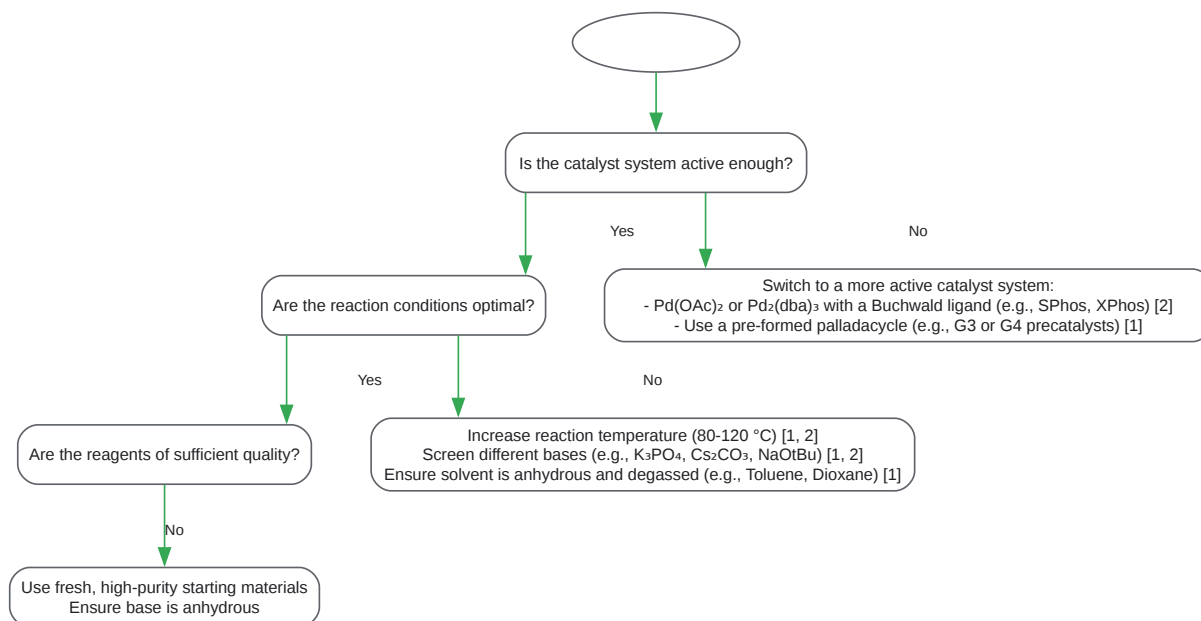 Is the catalyst system active enough?
Yes
No
Switch to a more active catalyst system:
- Pd(OAc)₂ or Pd₂(dba)₃ with a Buchwald ligand (e.g., SPhos, XPhos) [2]
- Use a pre-formed palladacycle (e.g., G3 or G4 precatalysts) [1]
Are the reaction conditions optimal?
Yes
No
Increase reaction temperature (80-120 °C) [1, 2]
Screen different bases (e.g., K₃PO₄, Cs₂CO₃, NaOtBu) [1, 2]
Ensure solvent is anhydrous and degassed (e.g., Toluene, Dioxane) [1]
Are the reagents of sufficient quality?
No
Use fresh, high-purity starting materials
Ensure base is anhydrous